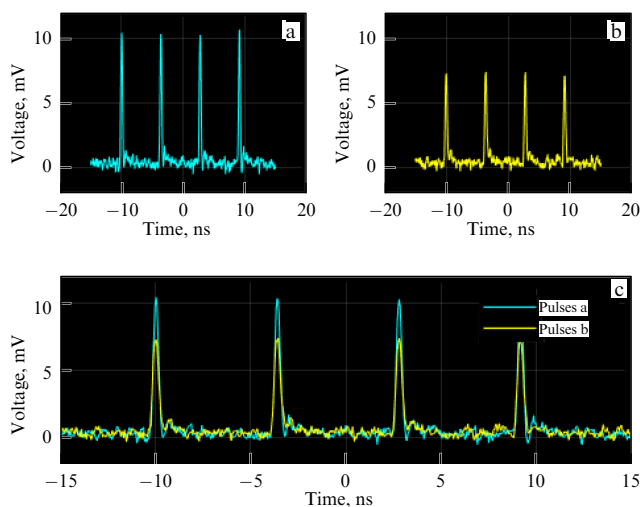 a
Voltage, mV
10
5
0
−20 −10 0 10 20
Time, ns
b
Voltage, mV
10
5
0
−20 −10 0 10 20
Time, ns
c
Pulses a
Pulses b
Voltage, mV
10
5
0
−15 −10 −5 0 5 10 15
Time, ns